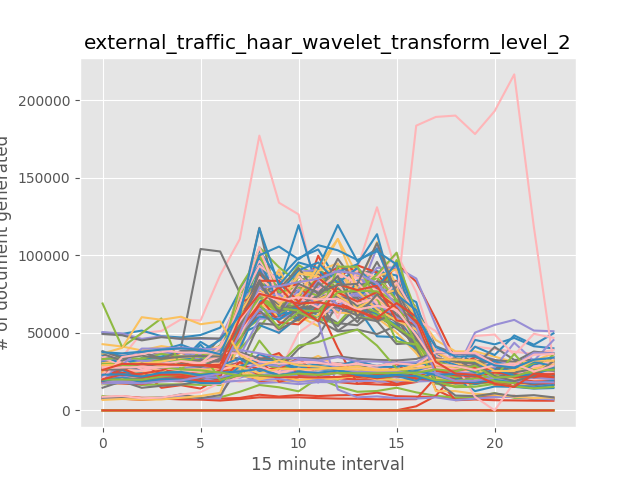 external_traffic_haar_wavelet_transform_level_2
200000
150000
100000
50000
0
# of document generated
0 5 10 15 20
15 minute interval